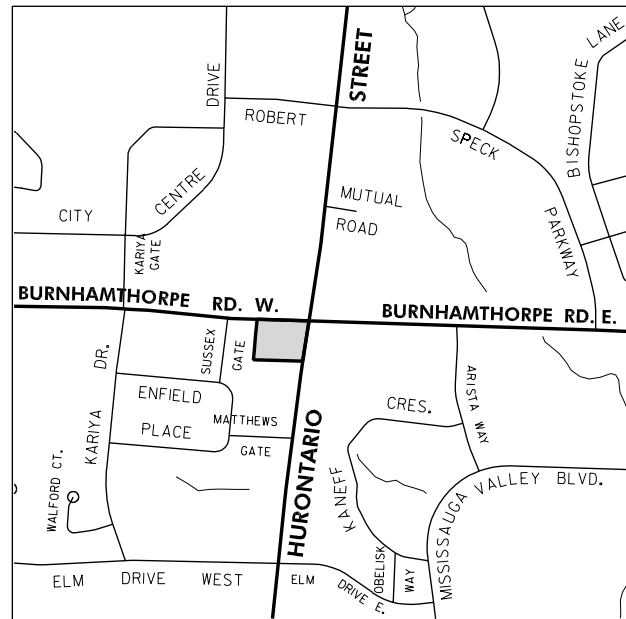 STREET
LANE
BISHOPSTOKE
DRIVE
ROBERT
SPECK
PARKWAY
CENTRE
MUTUAL
ROAD
CITY
KARIYA
GATE
BURNHAMTHORPE RD. W.
BURNHAMTHORPE RD. E.
DR.
KARIYA
SUSSEX
GATE
ENFIELD
PLACE
MATTHEWS
GATE
HURONTARIO
CRES.
KANEFF
ARISTA WAY
MISSISSAUGA VALLEY BLVD.
WALFORD CT.
OBELISK
WAY
ELM DRIVE WEST
ELM
DRIVE E.